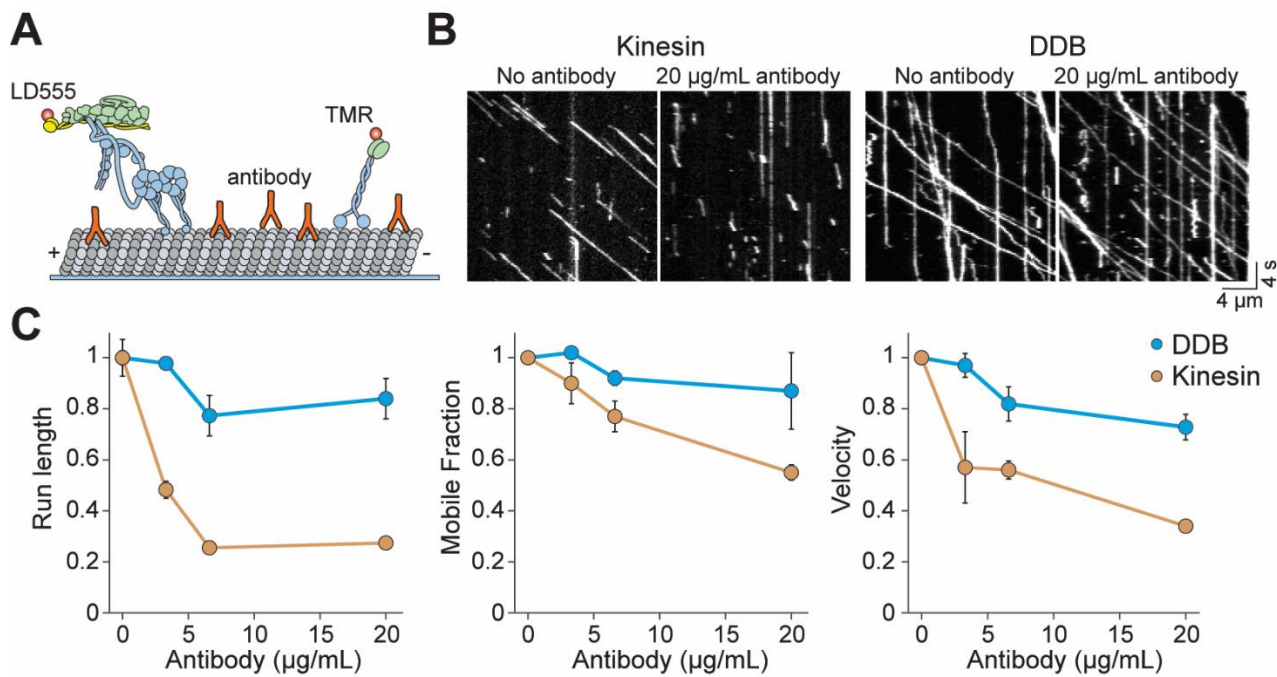 A
LD555
TMR
antibody
+
-
B
Kinesin
DDB
No antibody
20 µg/mL antibody
No antibody
20 µg/mL antibody
4 s
4 µm
C
Run length
1
0.8
0.6
0.4
0.2
0
0 5 10 15 20
Antibody (µg/mL)
Mobile Fraction
1
0.8
0.6
0.4
0.2
0
0 5 10 15 20
Antibody (µg/mL)
Velocity
1
0.8
0.6
0.4
0.2
0
0 5 10 15 20
Antibody (µg/mL)
DDB
Kinesin